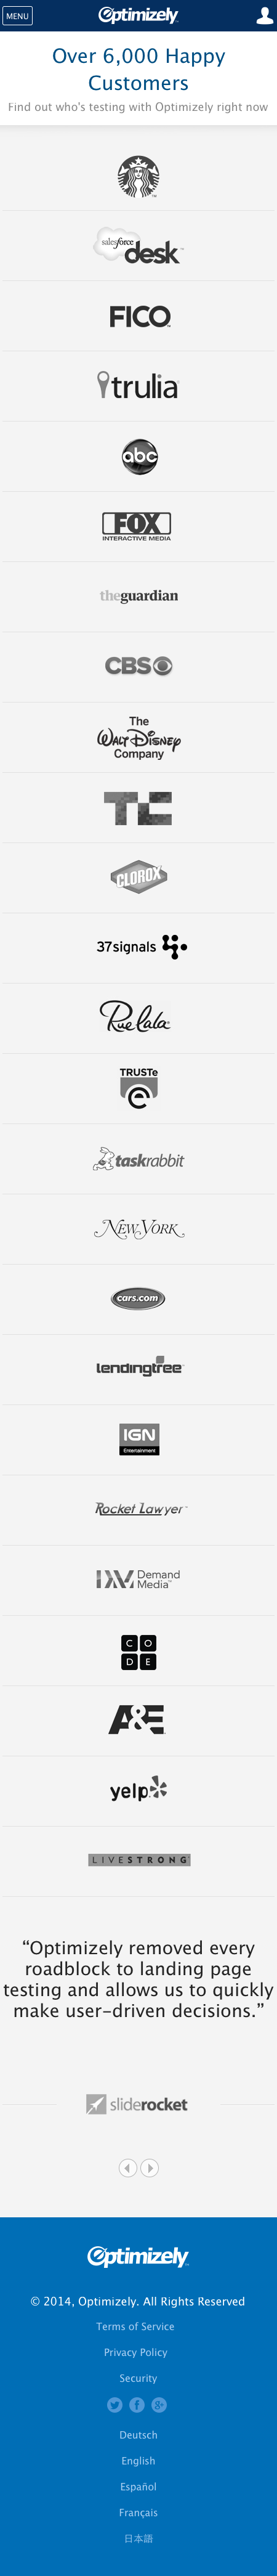 MENU
Optimizely
Over 6,000 Happy
Customers
Find out who's testing with Optimizely right now
salesforce
desk
FICO
trulia
abc
FOX
INTERACTIVE MEDIA
theguardian
CBS
The
WALT DISNEY
Company
TC
CLOROX
37signals
Rue la la
TRUSTe
taskrabbit
NEW YORK
cars.com
lendingtree
IGN
Entertainment
Rocket Lawyer
DM Demand
Media™
C O
D E
A&E
yelp
LIVESTRONG
“Optimizely removed every
roadblock to landing page
testing and allows us to quickly
make user-driven decisions.”
sliderocket
Optimizely
© 2014, Optimizely. All Rights Reserved
Terms of Service
Privacy Policy
Security
Deutsch
English
Español
Français
日本語